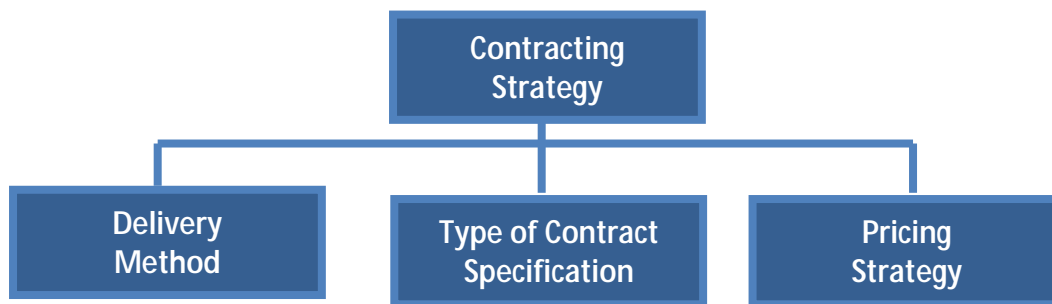 Contracting
Strategy
Delivery
Method
Type of Contract
Specification
Pricing
Strategy